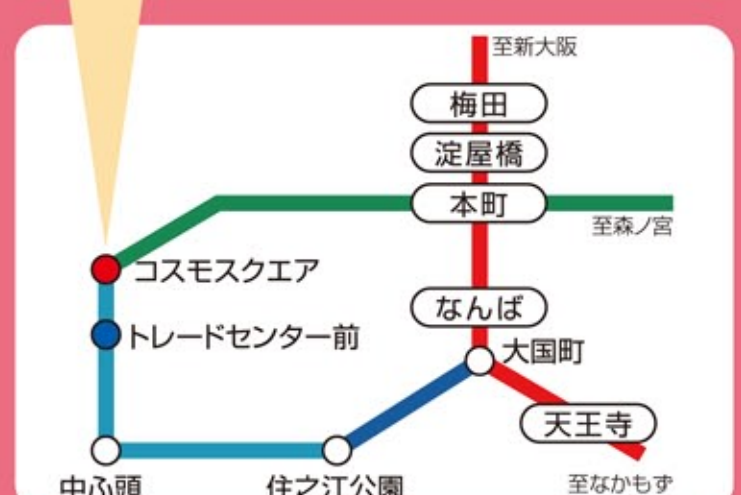 至新大阪
梅田
淀屋橋
本町
至森ノ宮
コスモスクエア
なんば
トレードセンター前
大国町
天王寺
中ふ頭
住之江公園
至なかもず